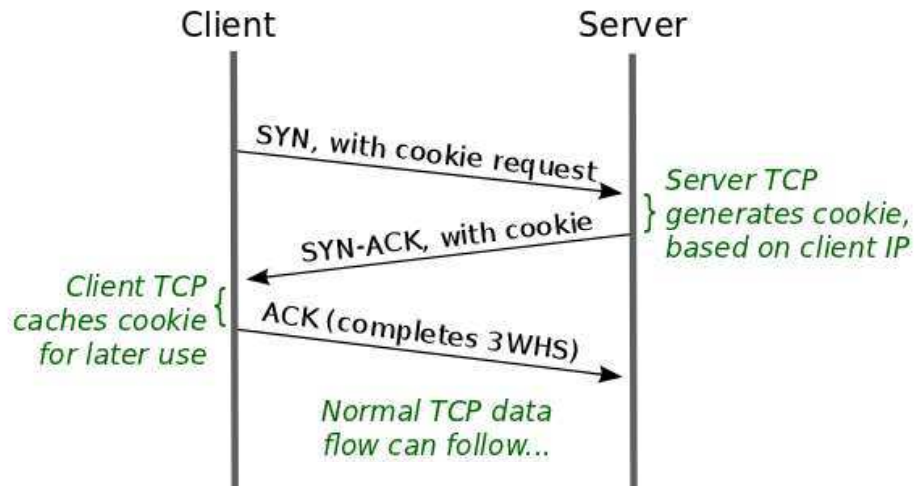 Client
Server
SYN, with cookie request
Server TCP
generates cookie,
based on client IP
SYN-ACK, with cookie
Client TCP
caches cookie
for later use
ACK (completes 3WHS)
Normal TCP data
flow can follow...